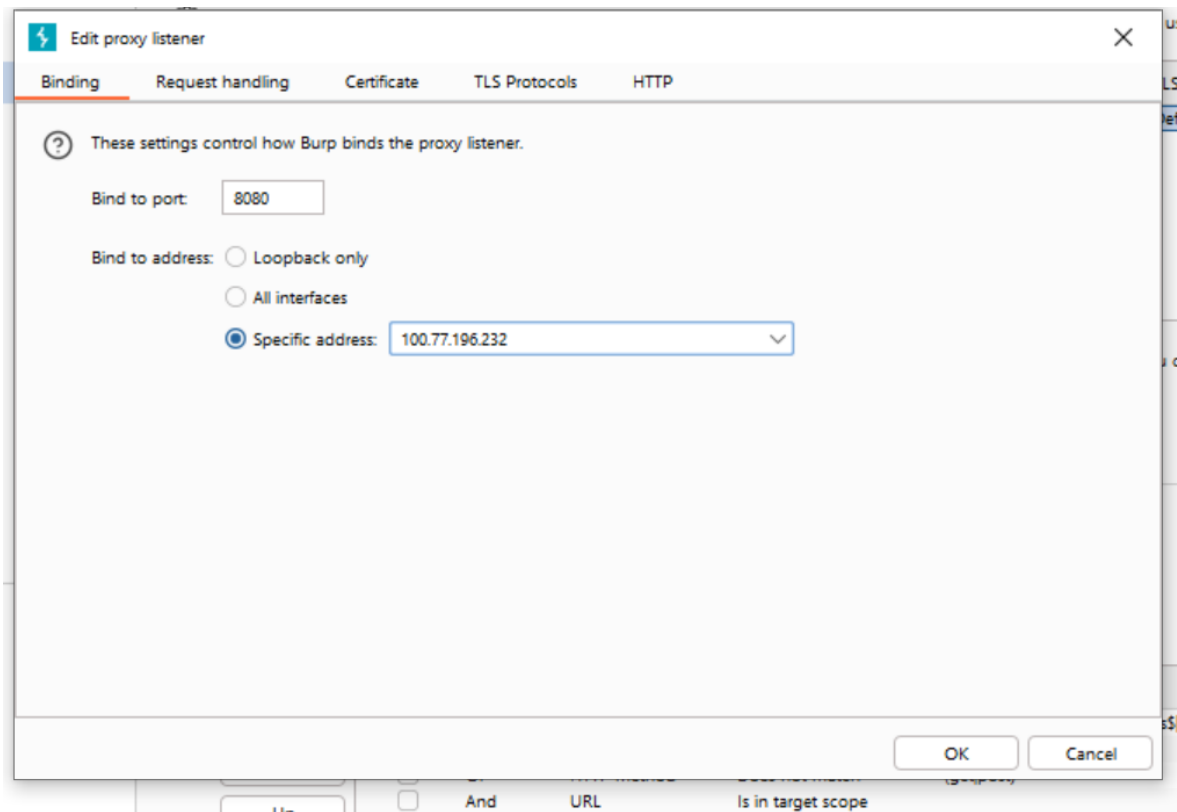 Edit proxy listener
Binding Request handling Certificate TLS Protocols HTTP
These settings control how Burp binds the proxy listener.
Bind to port: 8080
Bind to address: Loopback only
All interfaces
Specific address: 100.77.196.232
OK Cancel
And URL Is in target scope